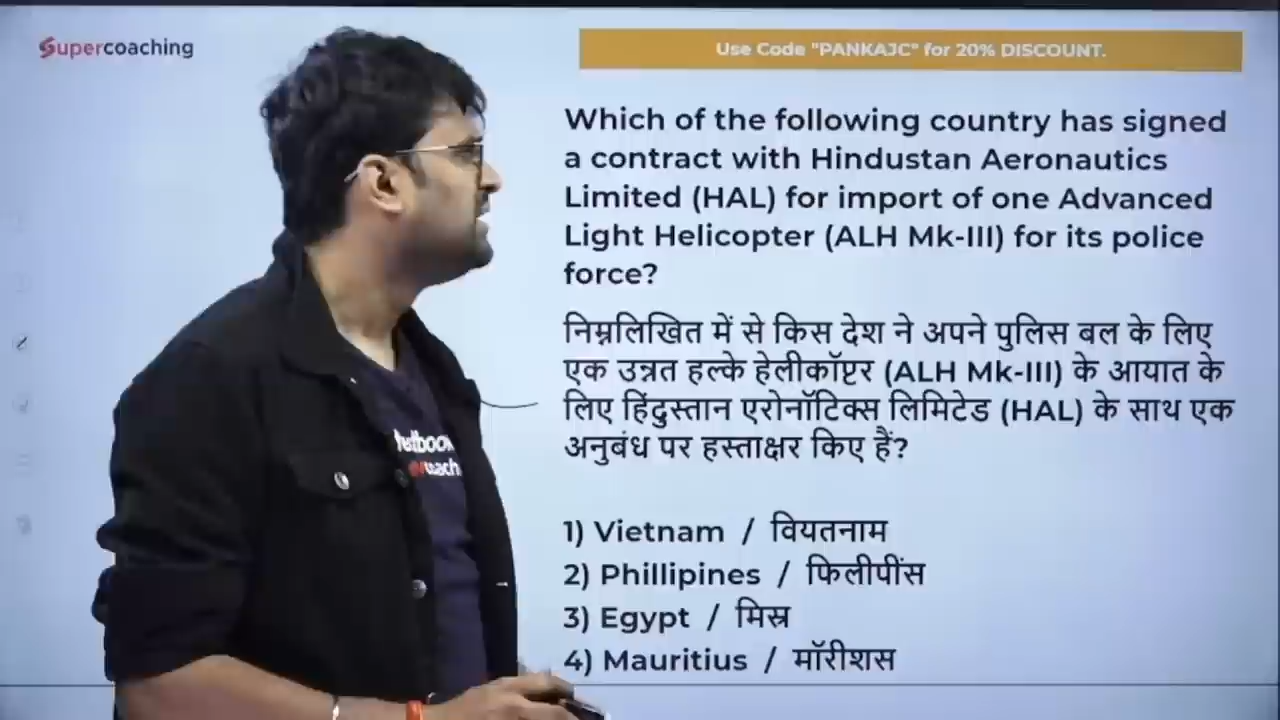 Supercoaching
Use Code "PANKAJC" for 20% DISCOUNT.
Which of the following country has signed
a contract with Hindustan Aeronautics
Limited (HAL) for import of one Advanced
Light Helicopter (ALH Mk-III) for its police
force?
निम्नलिखित में से किस देश ने अपने पुलिस बल के लिए
एक उन्नत हल्के हेलीकॉप्टर (ALH Mk-III) के आयात के
लिए हिंदुस्तान एरोनॉटिक्स लिमिटेड (HAL) के साथ एक
अनुबंध पर हस्ताक्षर किए हैं?
1) Vietnam / वियतनाम
2) Phillipines / फिलीपींस
3) Egypt / मिस्र
4) Mauritius / मॉरीशस